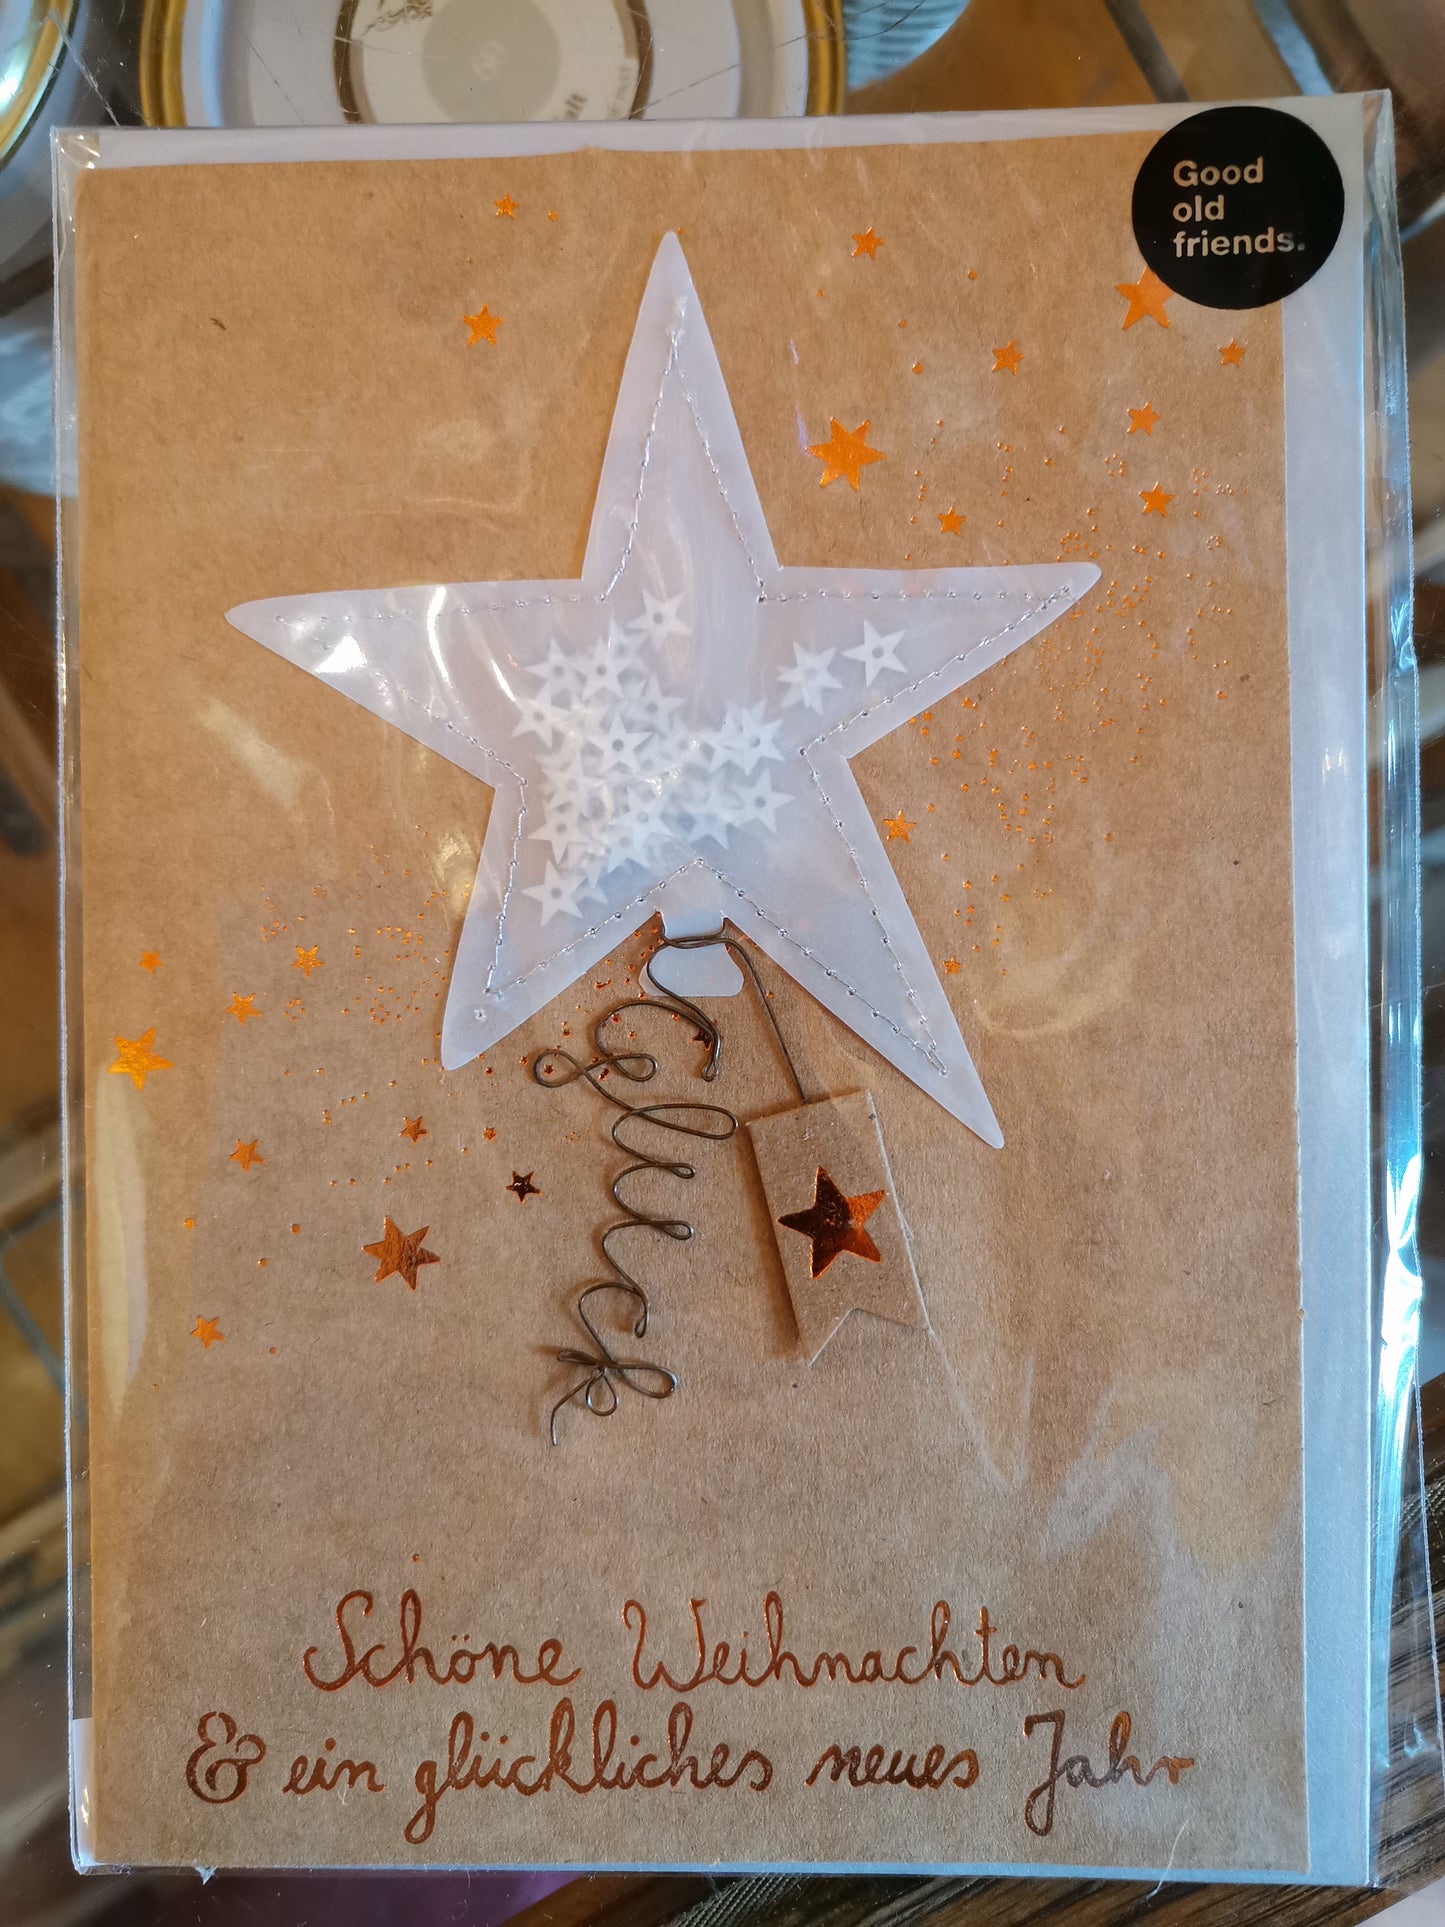 Good
old
friends.
Glück
Schöne Weihnachten
& ein glückliches neues Jahr